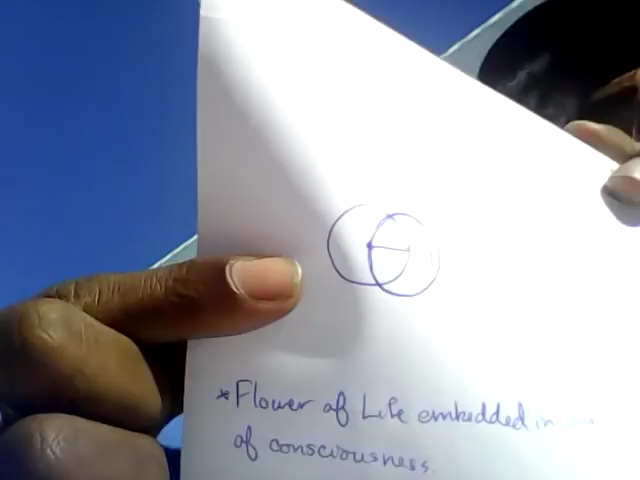 *Flower of Life embedded in
of consciousness.